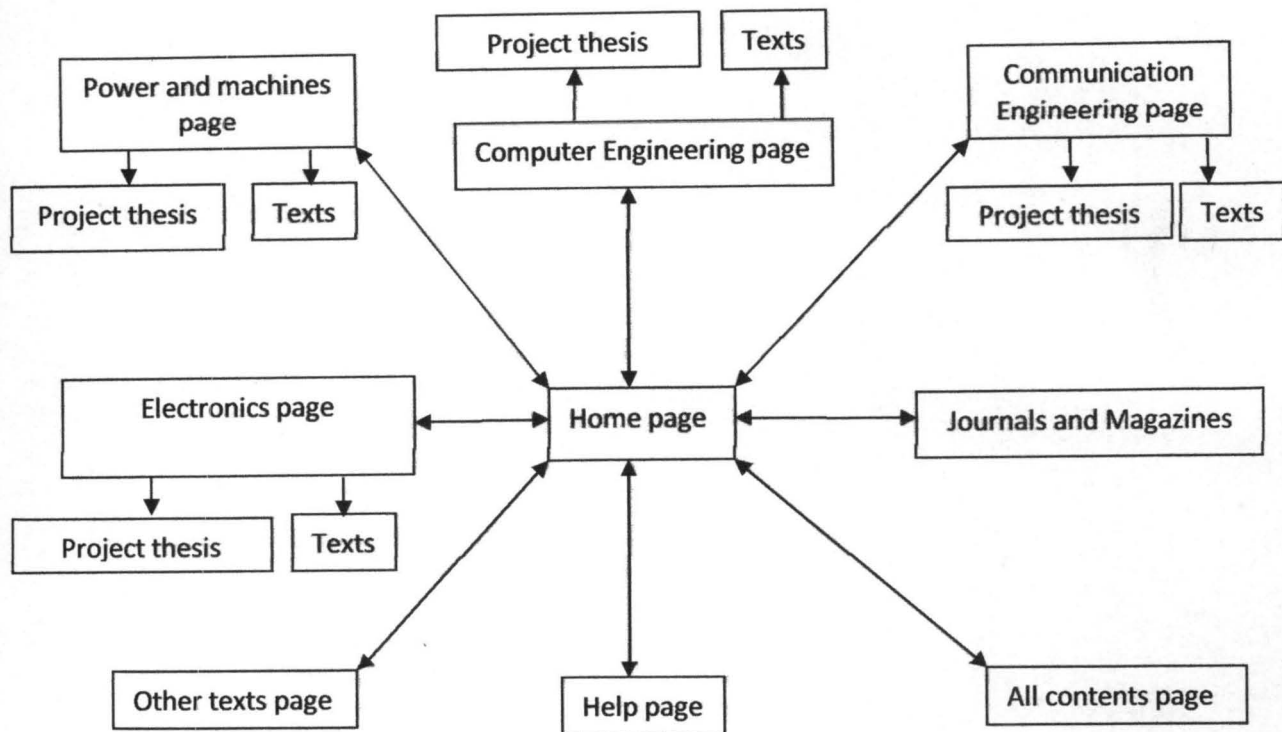 Project thesis
Texts
Power and machines
page
Communication
Engineering page
Computer Engineering page
Project thesis
Texts
Project thesis
Texts
Electronics page
Home page
Journals and Magazines
Project thesis
Texts
Other texts page
Help page
All contents page